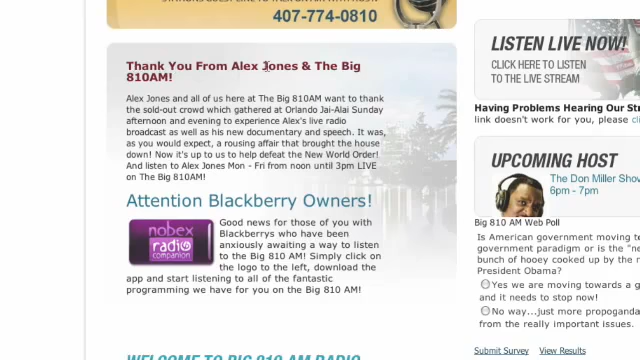 407-774-0810
Thank You From Alex Jones & The Big
810AM!
Alex Jones and all of us here at The Big 810AM want to thank
the sold-out crowd which gathered at Orlando Jai-Alai Sunday
afternoon and evening to experience Alex's live radio
broadcast as well as his new documentary and speech. It was,
as you would expect, a rousing affair that brought the house
down! Now it's up to us to help defeat the New World Order!
And listen to Alex Jones Mon - Fri from noon until 3pm LIVE
on The Big 810AM!
Attention Blackberry Owners!
nobex
radio
companion
Good news for those of you with
Blackberrys who have been
anxiously awaiting a way to listen
to the Big 810 AM! Simply click on
the logo to the left, download the
app and start listening to all of the fantastic
programming we have for you on the Big 810 AM!
WELCOME TO BIG 810 AM RADIO
LISTEN LIVE NOW!
CLICK HERE TO LISTEN
TO THE LIVE STREAM
Having Problems Hearing Our
link doesn't work for you, please
UPCOMING HOST
The Don Miller
6pm - 7pm
Big 810 AM Web Poll
Is American government moving
government paradigm or is the
bunch of hooey cooked up by the
President Obama?
Yes we are moving towards a
and it needs to stop now!
No way...just more propoganda
from the really important issues.
Submit Survey View Results